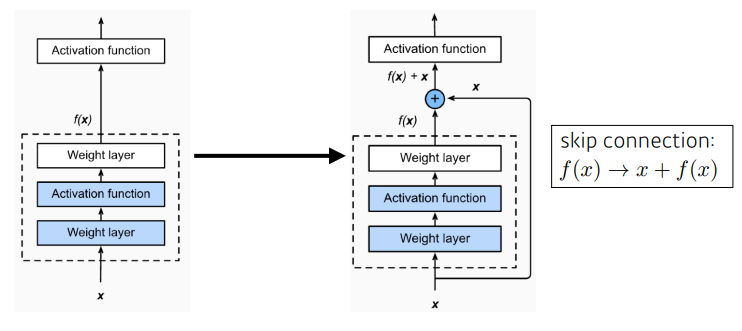 Activation function
f(x)
Weight layer
Activation function
Weight layer
x
Activation function
f(x) + x
x
+
f(x)
Weight layer
Activation function
Weight layer
x
skip connection:
f(x) → x + f(x)